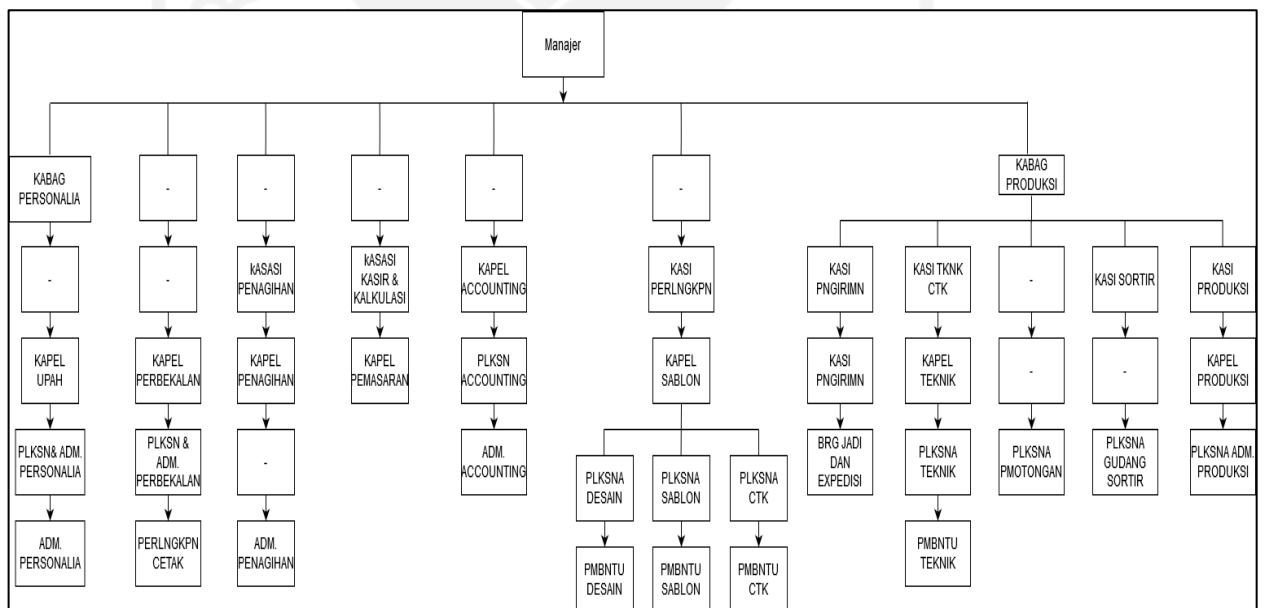 Manajer
KABAG
PERSONALIA
-
-
-
-
-
KABAG
PRODUKSI
-
-
kASASI
PENAGIHAN
kASASI
KASIR &
KALKULASI
KAPEL
ACCOUNTING
KASI
PERLNGKPN
KASI
PNGIRIMN
KASI TKNK
CTK
-
KASI SORTIR
KASI
PRODUKSI
KAPEL
UPAH
KAPEL
PERBEKALAN
KAPEL
PENAGIHAN
KAPEL
PEMASARAN
PLKSN
ACCOUNTING
KAPEL
SABLON
KASI
PNGIRIMN
KAPEL
TEKNIK
-
-
KAPEL
PRODUKSI
PLKSN& ADM.
PERSONALIA
PLKSN &
ADM.
PERBEKALAN
-
ADM.
ACCOUNTING
PLKSNA
DESAIN
PLKSNA
SABLON
PLKSNA
CTK
BRG JADI
DAN
EXPEDISI
PLKSNA
TEKNIK
PLKSNA
PMOTONGAN
PLKSNA
GUDANG
SORTIR
PLKSNA ADM.
PRODUKSI
ADM.
PERSONALIA
PERLNGKPN
CETAK
ADM.
PENAGIHAN
PMBNTU
DESAIN
PMBNTU
SABLON
PMBNTU
CTK
PMBNTU
TEKNIK